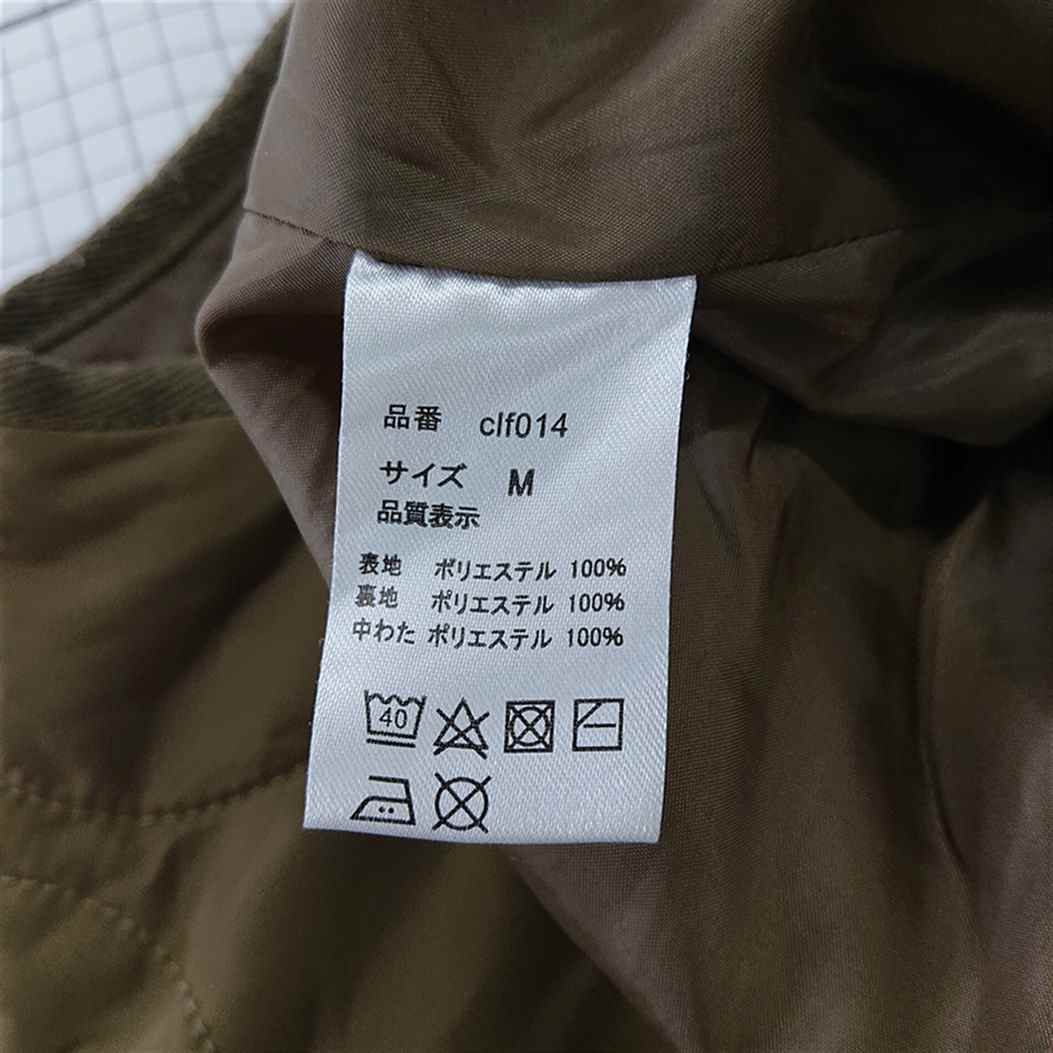 品番 clf014
サイズ M
品質表示
表地 ポリエステル 100%
裏地 ポリエステル 100%
中わた ポリエステル 100%
40